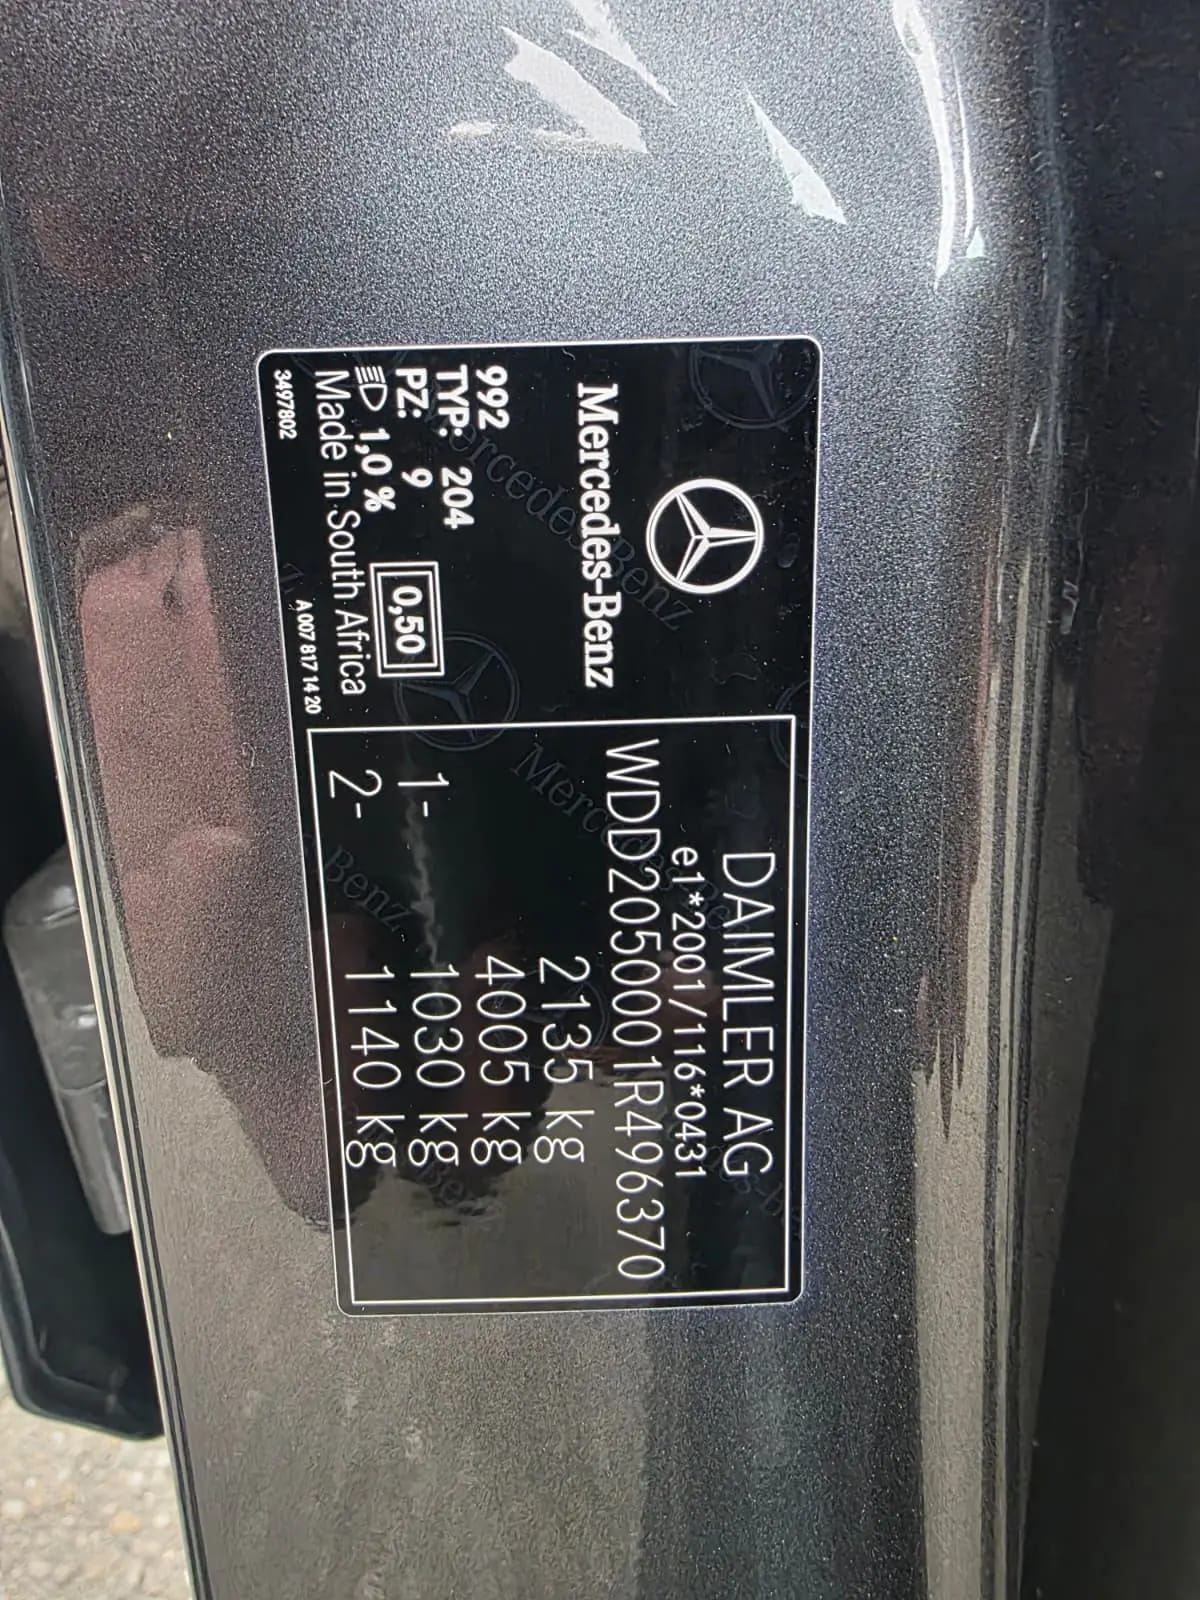 Mercedes-Benz
992
TYP: 204
PZ: 9
1,0 %
0,50
Made in South Africa
3497802
A 007 817 14 20
DAIMLER AG
e1*2001/116*0431
WDD2050001R496370
2135 kg
4005 kg
1- 1030 kg
2- 1140 kg